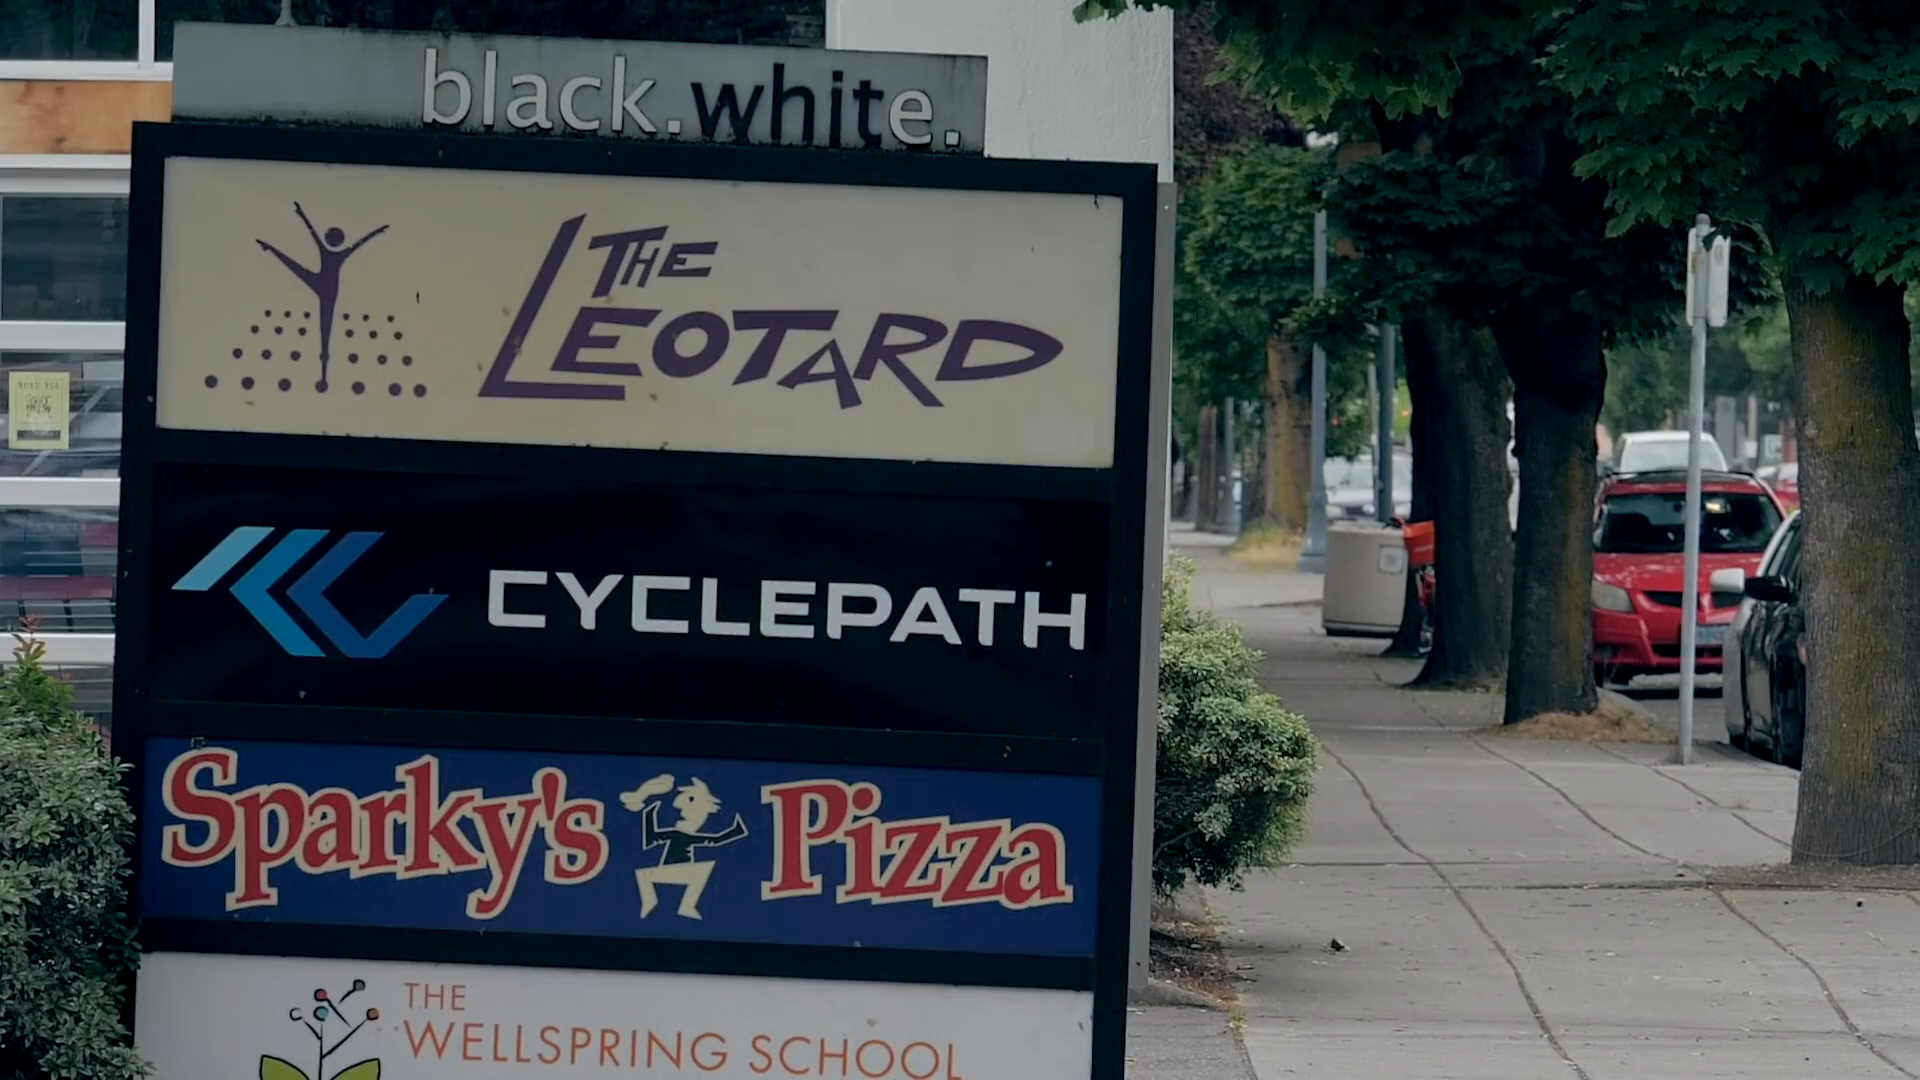 black.white.
THE
LEOTARD
CYCLEPATH
Sparky's Pizza
THE
WELLSPRING SCHOOL